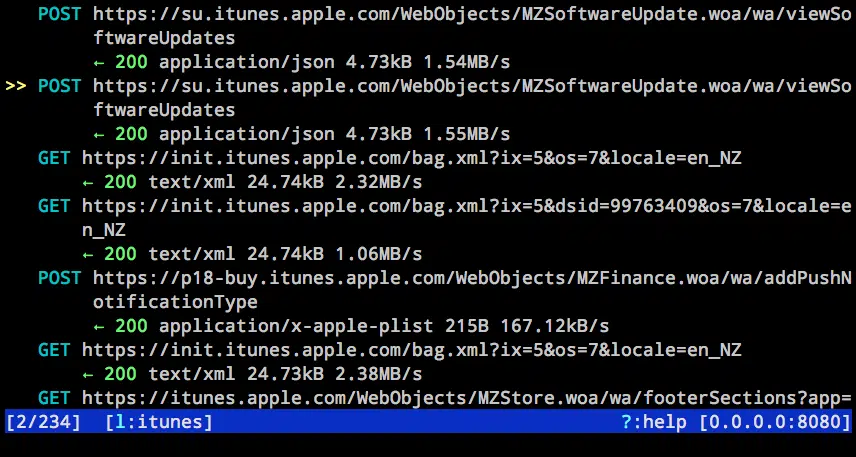 POST https://su.itunes.apple.com/WebObjects/MZSoftwareUpdate.woa/wa/viewSo
ftwareUpdates
← 200 application/json 4.73kB 1.54MB/s
>> POST https://su.itunes.apple.com/WebObjects/MZSoftwareUpdate.woa/wa/viewSo
ftwareUpdates
← 200 application/json 4.73kB 1.55MB/s
GET https://init.itunes.apple.com/bag.xml?ix=5&os=7&locale=en_NZ
← 200 text/xml 24.74kB 2.32MB/s
GET https://init.itunes.apple.com/bag.xml?ix=5&dsid=99763409&os=7&locale=e
n_NZ
← 200 text/xml 24.74kB 1.06MB/s
POST https://p18-buy.itunes.apple.com/WebObjects/MZFinance.woa/wa/addPushN
otificationType
← 200 application/x-apple-plist 215B 167.12kB/s
GET https://init.itunes.apple.com/bag.xml?ix=5&os=7&locale=en_NZ
← 200 text/xml 24.73kB 2.38MB/s
GET https://itunes.apple.com/WebObjects/MZStore.woa/wa/footerSections?app=
[2/234] [l:itunes] ?:help [0.0.0.0:8080]